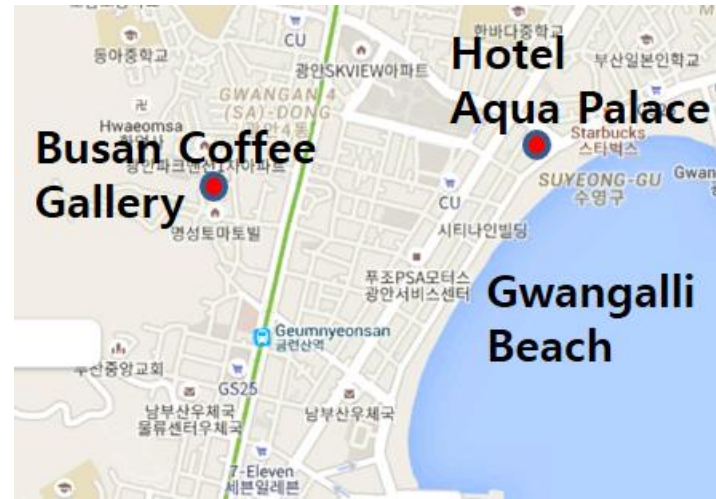 CU
동아중학교
광안SKVIEW아파트
한바다중학교
부산일본인학교
Hotel
Aqua Palace
GWANGAN 4
(SA)-DONG
Hwaeomsa
Busan Coffee
Gallery
명성토마토빌
Starbucks
스타벅스
SUYEONG-GU
수영구
Gwan
CU
시티나인빌딩
푸조PSA모터스
광안서비스센터
Gwangalli
Beach
Geumnyeonsan
금련산역
부산중앙교회
GS25
남부산우체국
물류센터우체국
남부산우체국
7-Eleven
세븐일레븐